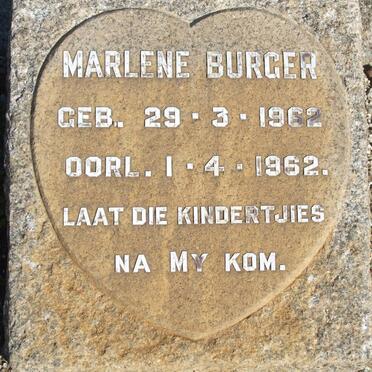 MARLENE BURGER
GEB. 29 · 3 · 1962
OORL. 1 · 4 · 1962.
LAAT DIE KINDERTJIES
NA MY KOM.